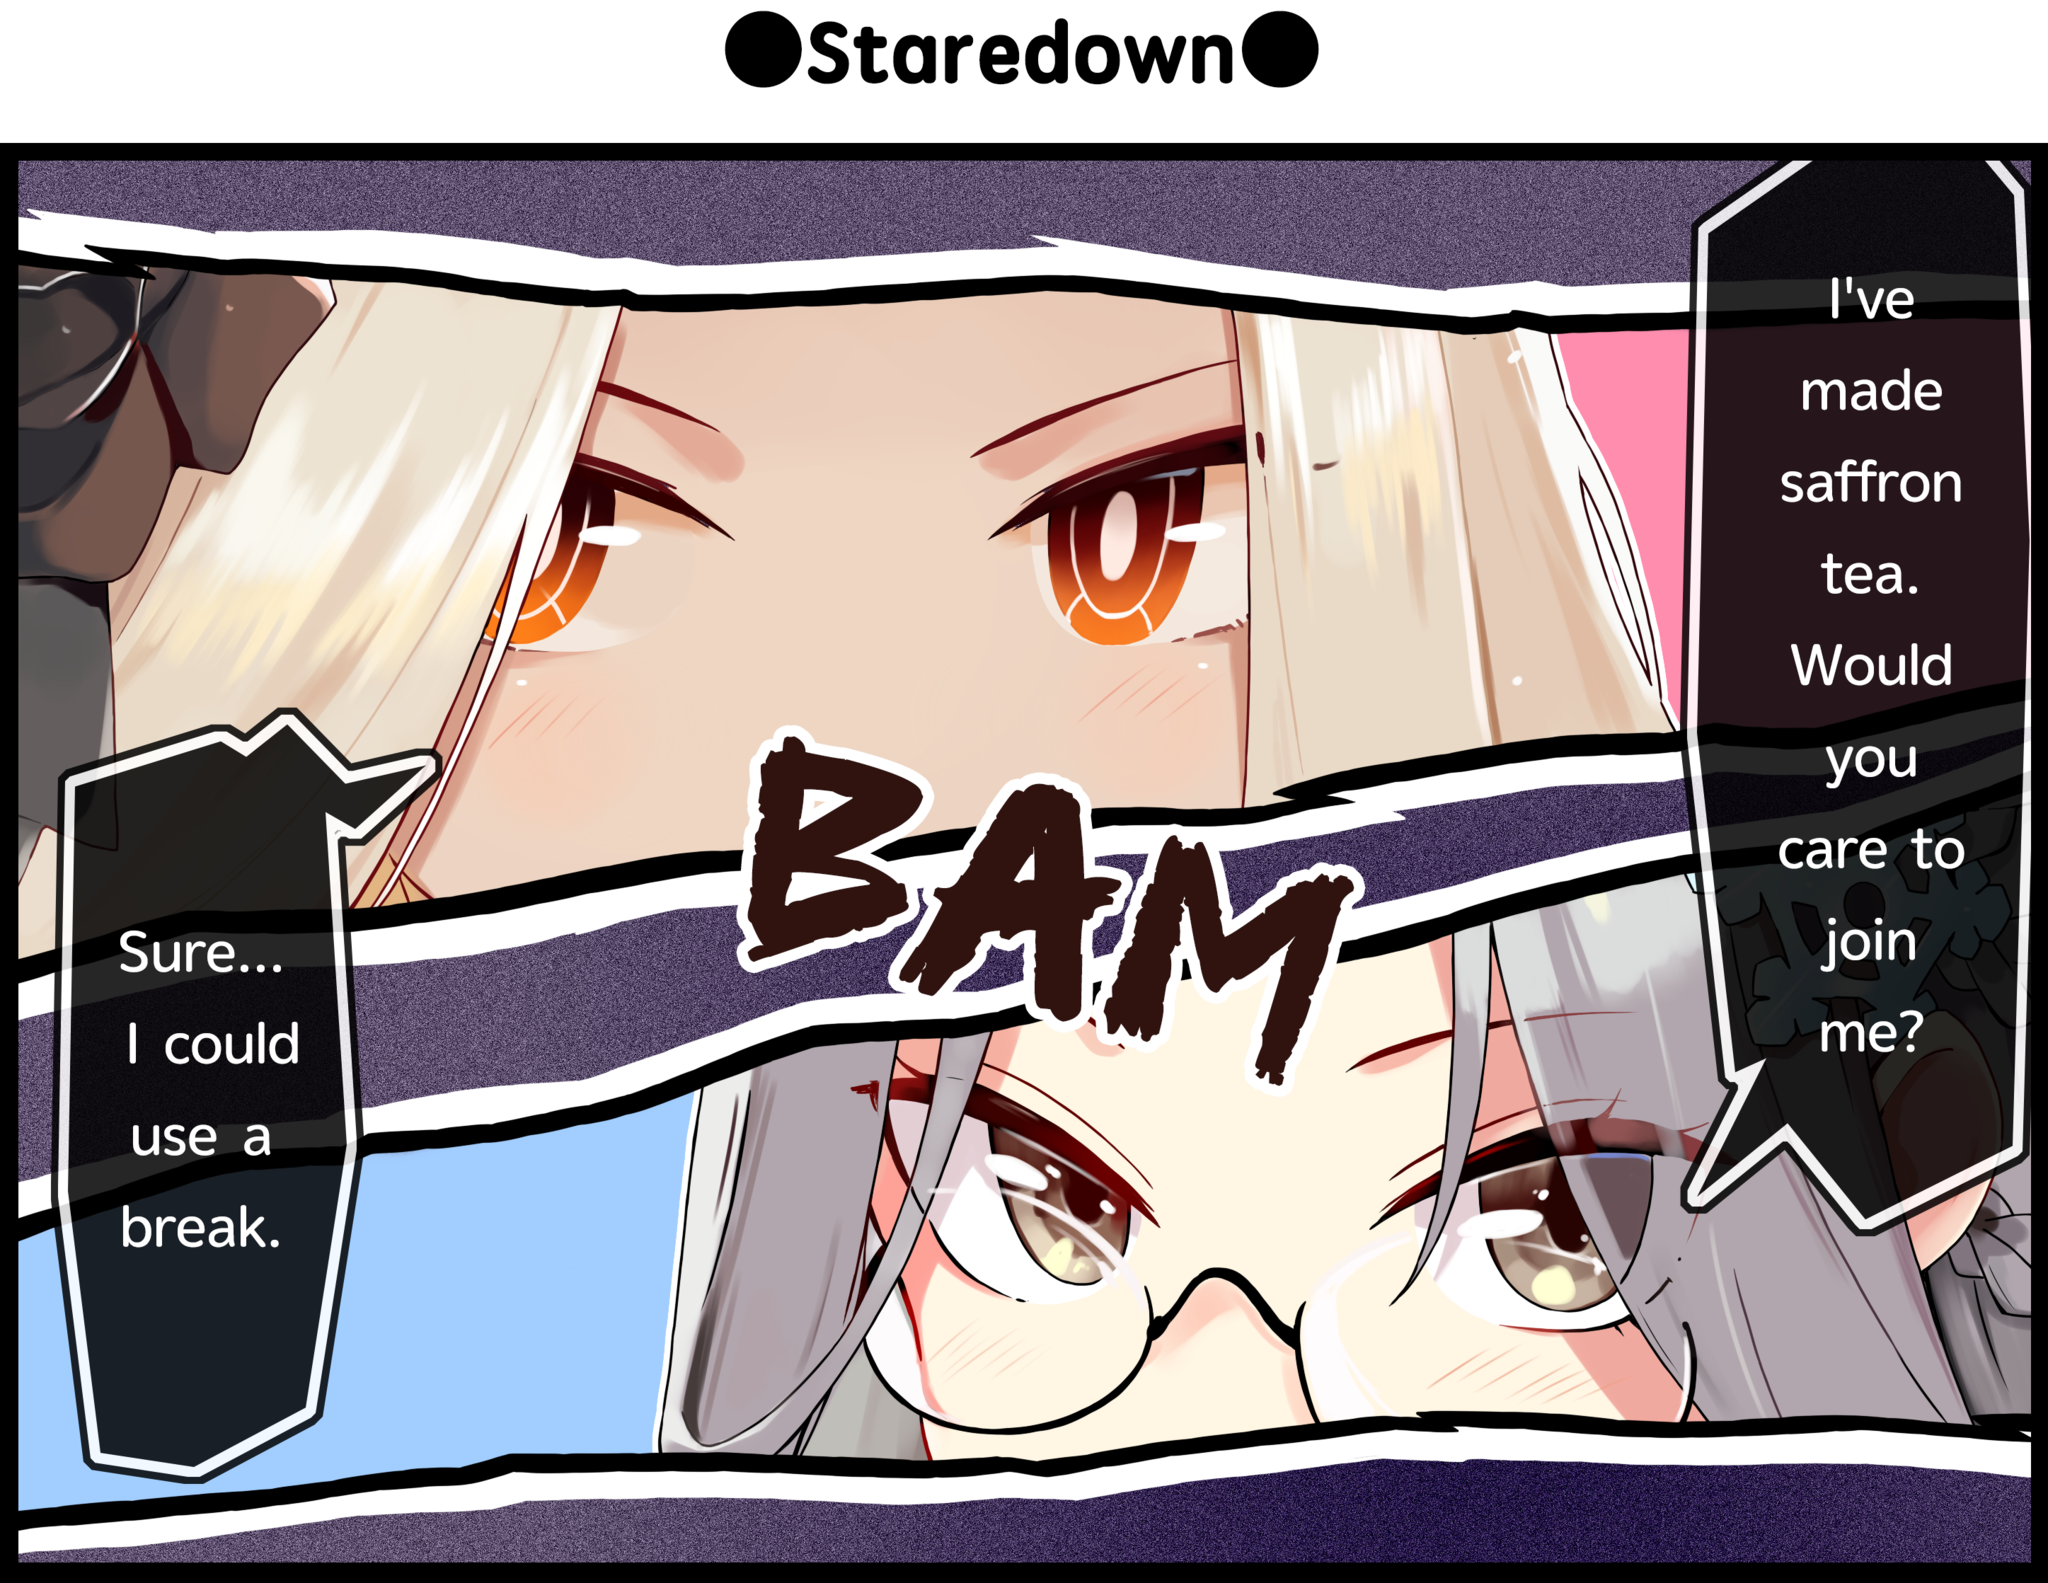 ●Staredown●
I've
made
saffron
tea.
Would
you
care to
join
me?
BAM
Sure...
I could
use a
break.